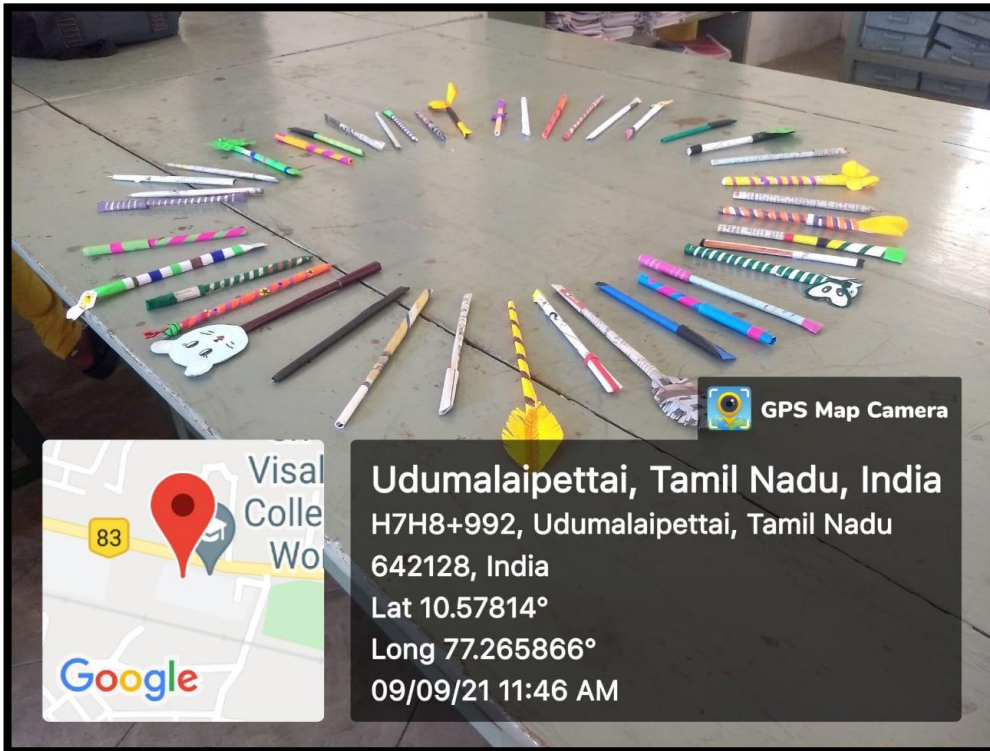 GPS Map Camera
Visal
Colle
Wo
83
Google
Udumalaipettai, Tamil Nadu, India
H7H8+992, Udumalaipettai, Tamil Nadu
642128, India
Lat 10.57814°
Long 77.265866°
09/09/21 11:46 AM